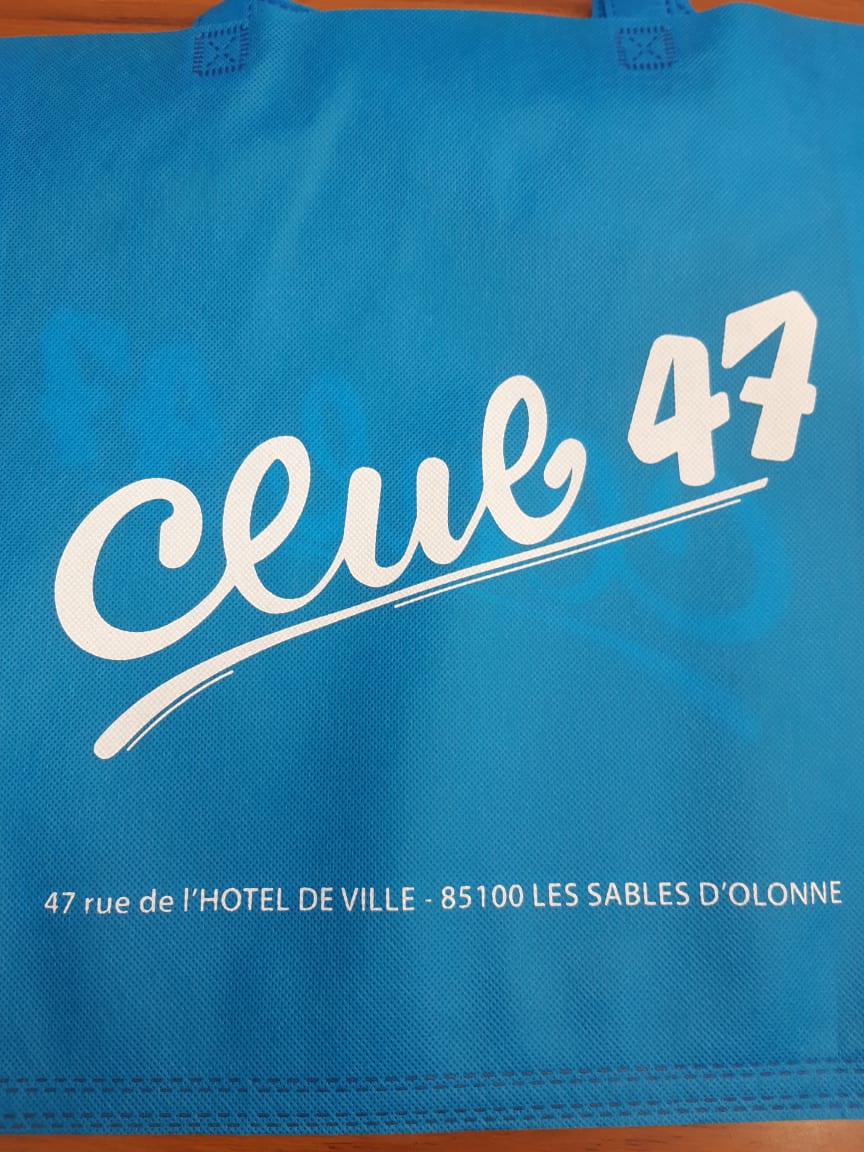 Club 47
47 rue de l'HOTEL DE VILLE - 85100 LES SABLES D'OLONNE